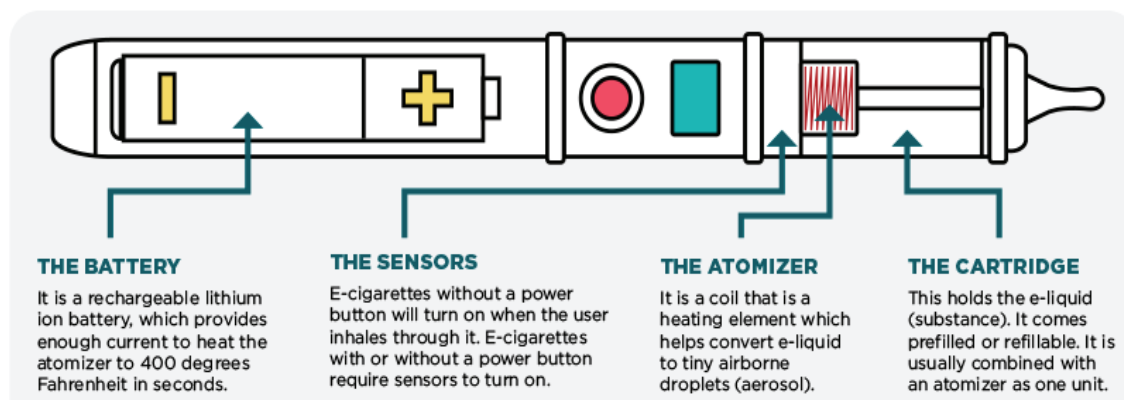 THE BATTERY
It is a rechargeable lithium
ion battery, which provides
enough current to heat the
atomizer to 400 degrees
Fahrenheit in seconds.
THE SENSORS
E-cigarettes without a power
button will turn on when the user
inhales through it. E-cigarettes
with or without a power button
require sensors to turn on.
THE ATOMIZER
It is a coil that is a
heating element which
helps convert e-liquid
to tiny airborne
droplets (aerosol).
THE CARTRIDGE
This holds the e-liquid
(substance). It comes
prefilled or refillable. It is
usually combined with
an atomizer as one unit.